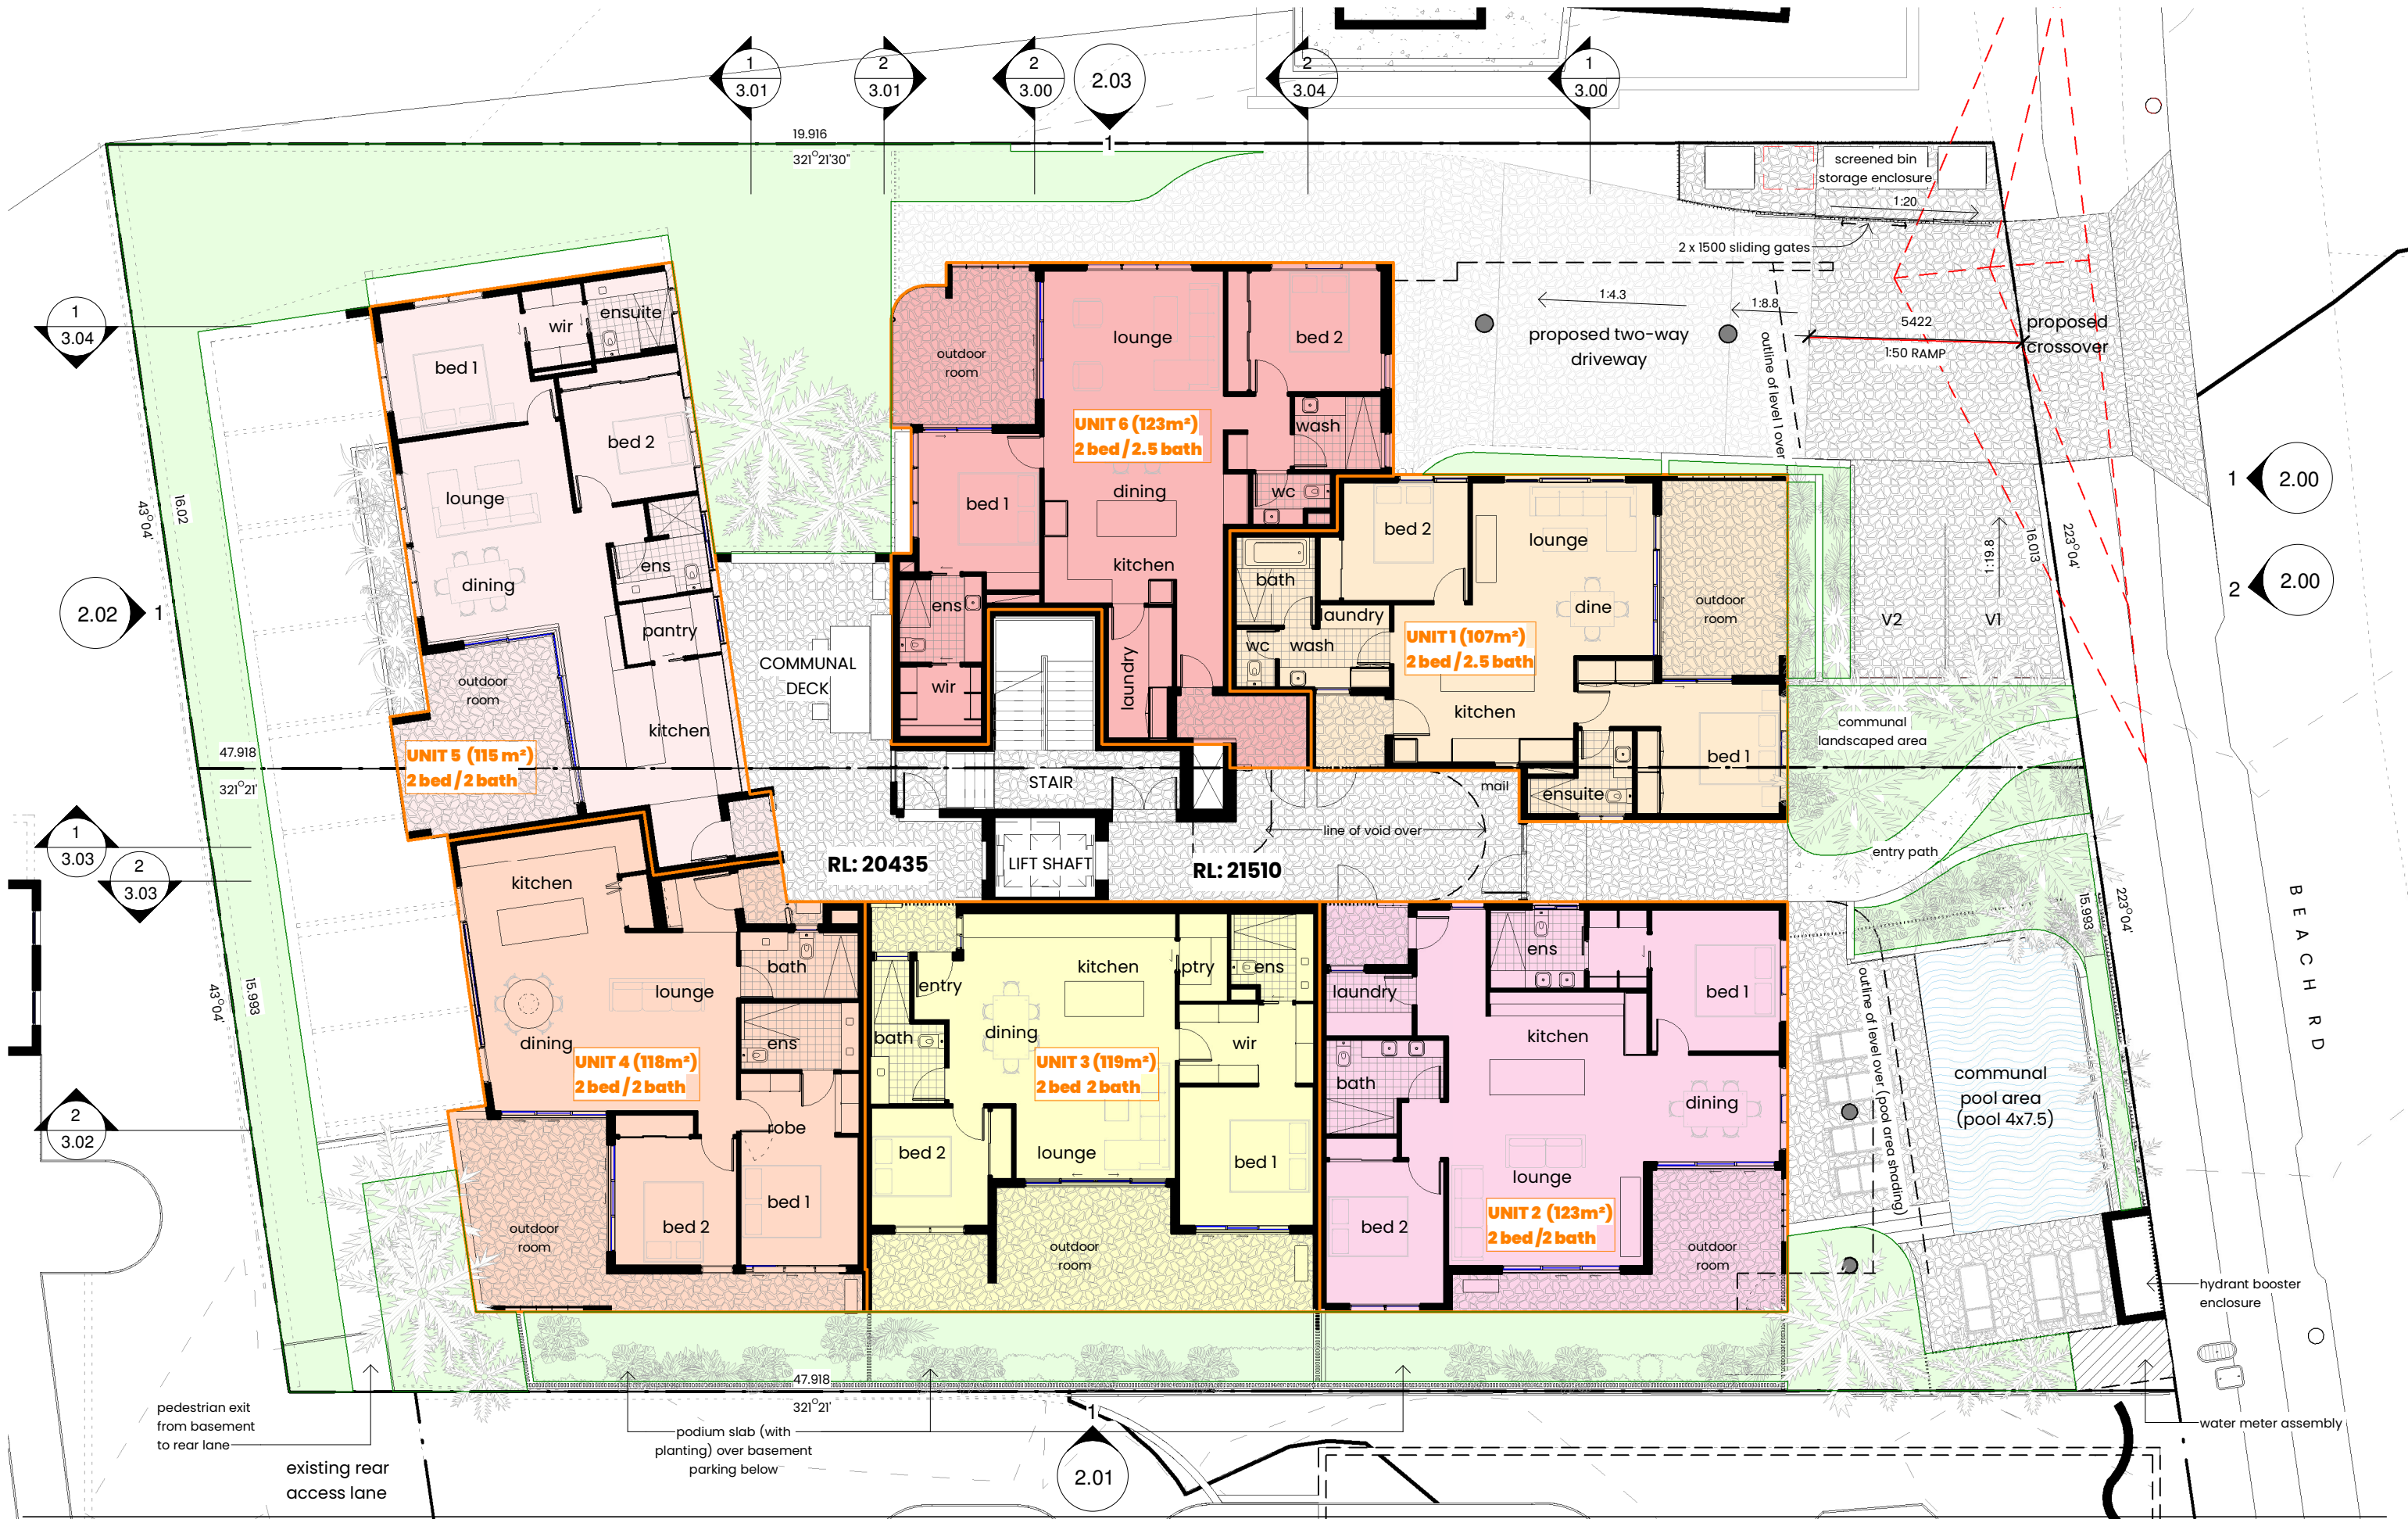 1
3.01
2
3.01
2
3.00
2.03
1
2
3.04
1
3.00
19.916
321°21'30"
screened bin
storage enclosure
1:20
2 x 1500 sliding gates
1:4.3
1:8.8
5422
1:50 RAMP
proposed
crossover
proposed two-way
driveway
outline of level 1 over
1
3.04
bed 1
wir
ensuite
bed 2
lounge
dining
ens
pantry
kitchen
outdoor
room
UNIT 5 (115 m²)
2 bed / 2 bath
outdoor
room
lounge
bed 2
UNIT 6 (123m²)
2 bed / 2.5 bath
wash
wc
dining
bed 1
kitchen
ens
wir
laundry
bed 2
lounge
bath
laundry
wc
wash
dine
outdoor
room
UNIT 1 (107m²)
2 bed / 2.5 bath
kitchen
bed 1
ensuite
mail
16.02
43°04'
16.013
223°04'
1:19.8
V2
V1
1
2.00
2
2.00
2.02
1
COMMUNAL
DECK
STAIR
LIFT SHAFT
line of void over
RL: 20435
RL: 21510
communal
landscaped area
entry path
47.918
321°21'
1
3.03
2
3.03
2
3.02
15.993
43°04'
15.993
223°04'
BEACH RD
kitchen
bath
lounge
dining
ens
UNIT 4 (118m²)
2 bed / 2 bath
robe
bed 2
bed 1
outdoor
room
entry
kitchen
ptry
ens
bath
dining
wir
UNIT 3 (119m²)
2 bed 2 bath
bed 2
lounge
bed 1
outdoor
room
laundry
ens
bed 1
kitchen
bath
dining
lounge
bed 2
UNIT 2 (123m²)
2 bed /2 bath
outdoor
room
outline of level over (pool area shading)
communal
pool area
(pool 4x7.5)
hydrant booster
enclosure
water meter assembly
47.918
321°21'
pedestrian exit
from basement
to rear lane
existing rear
access lane
podium slab (with
planting) over basement
parking below
1
2.01